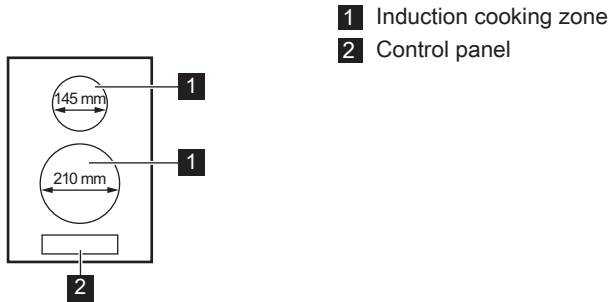 1 Induction cooking zone
2 Control panel
145 mm
1
210 mm
1
2